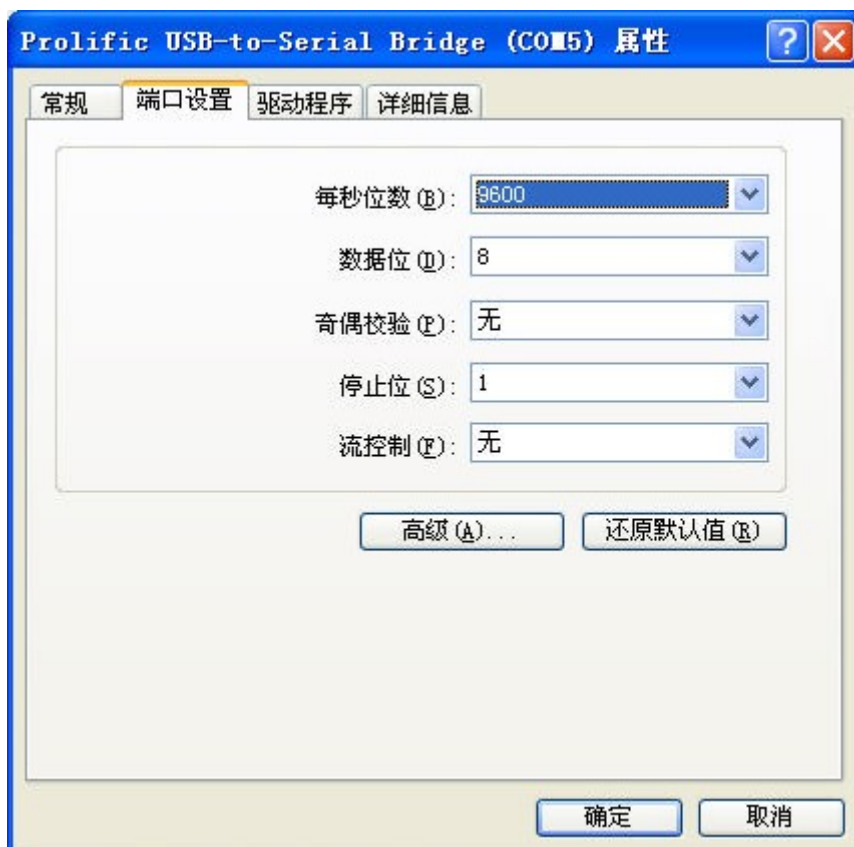 Prolific USB-to-Serial Bridge (COM5) 属性
常规 端口设置 驱动程序 详细信息
每秒位数(B): 9600
数据位(D): 8
奇偶校验(P): 无
停止位(S): 1
流控制(F): 无
高级(A)... 还原默认值(R)
确定 取消